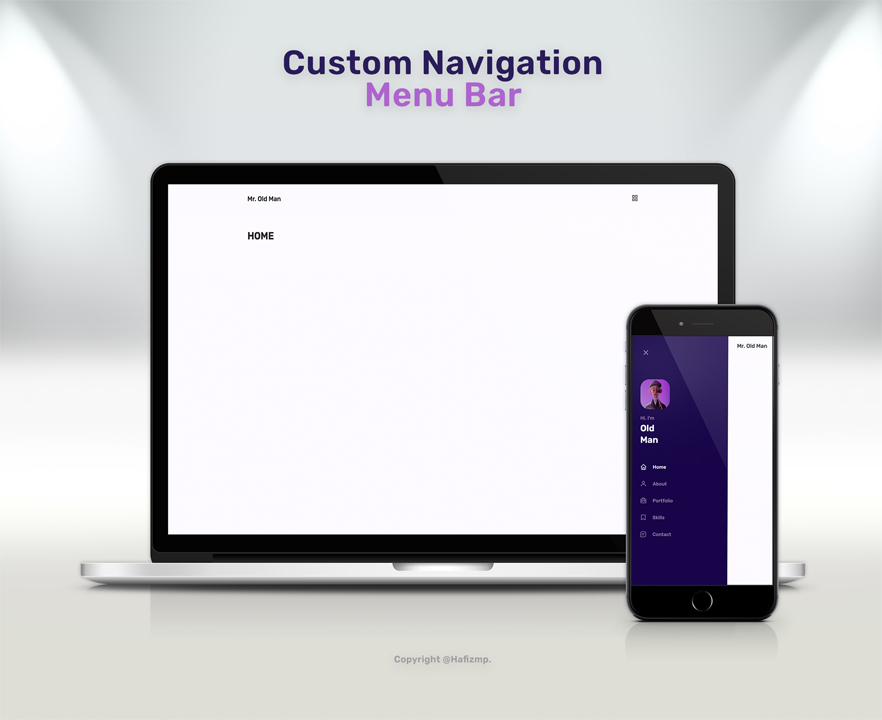 Custom Navigation
Menu Bar
Mr. Old Man
HOME
Mr. Old Man
Hi, I'm
Old
Man
Home
About
Portfolio
Skills
Contact
Copyright @Hafizmp.